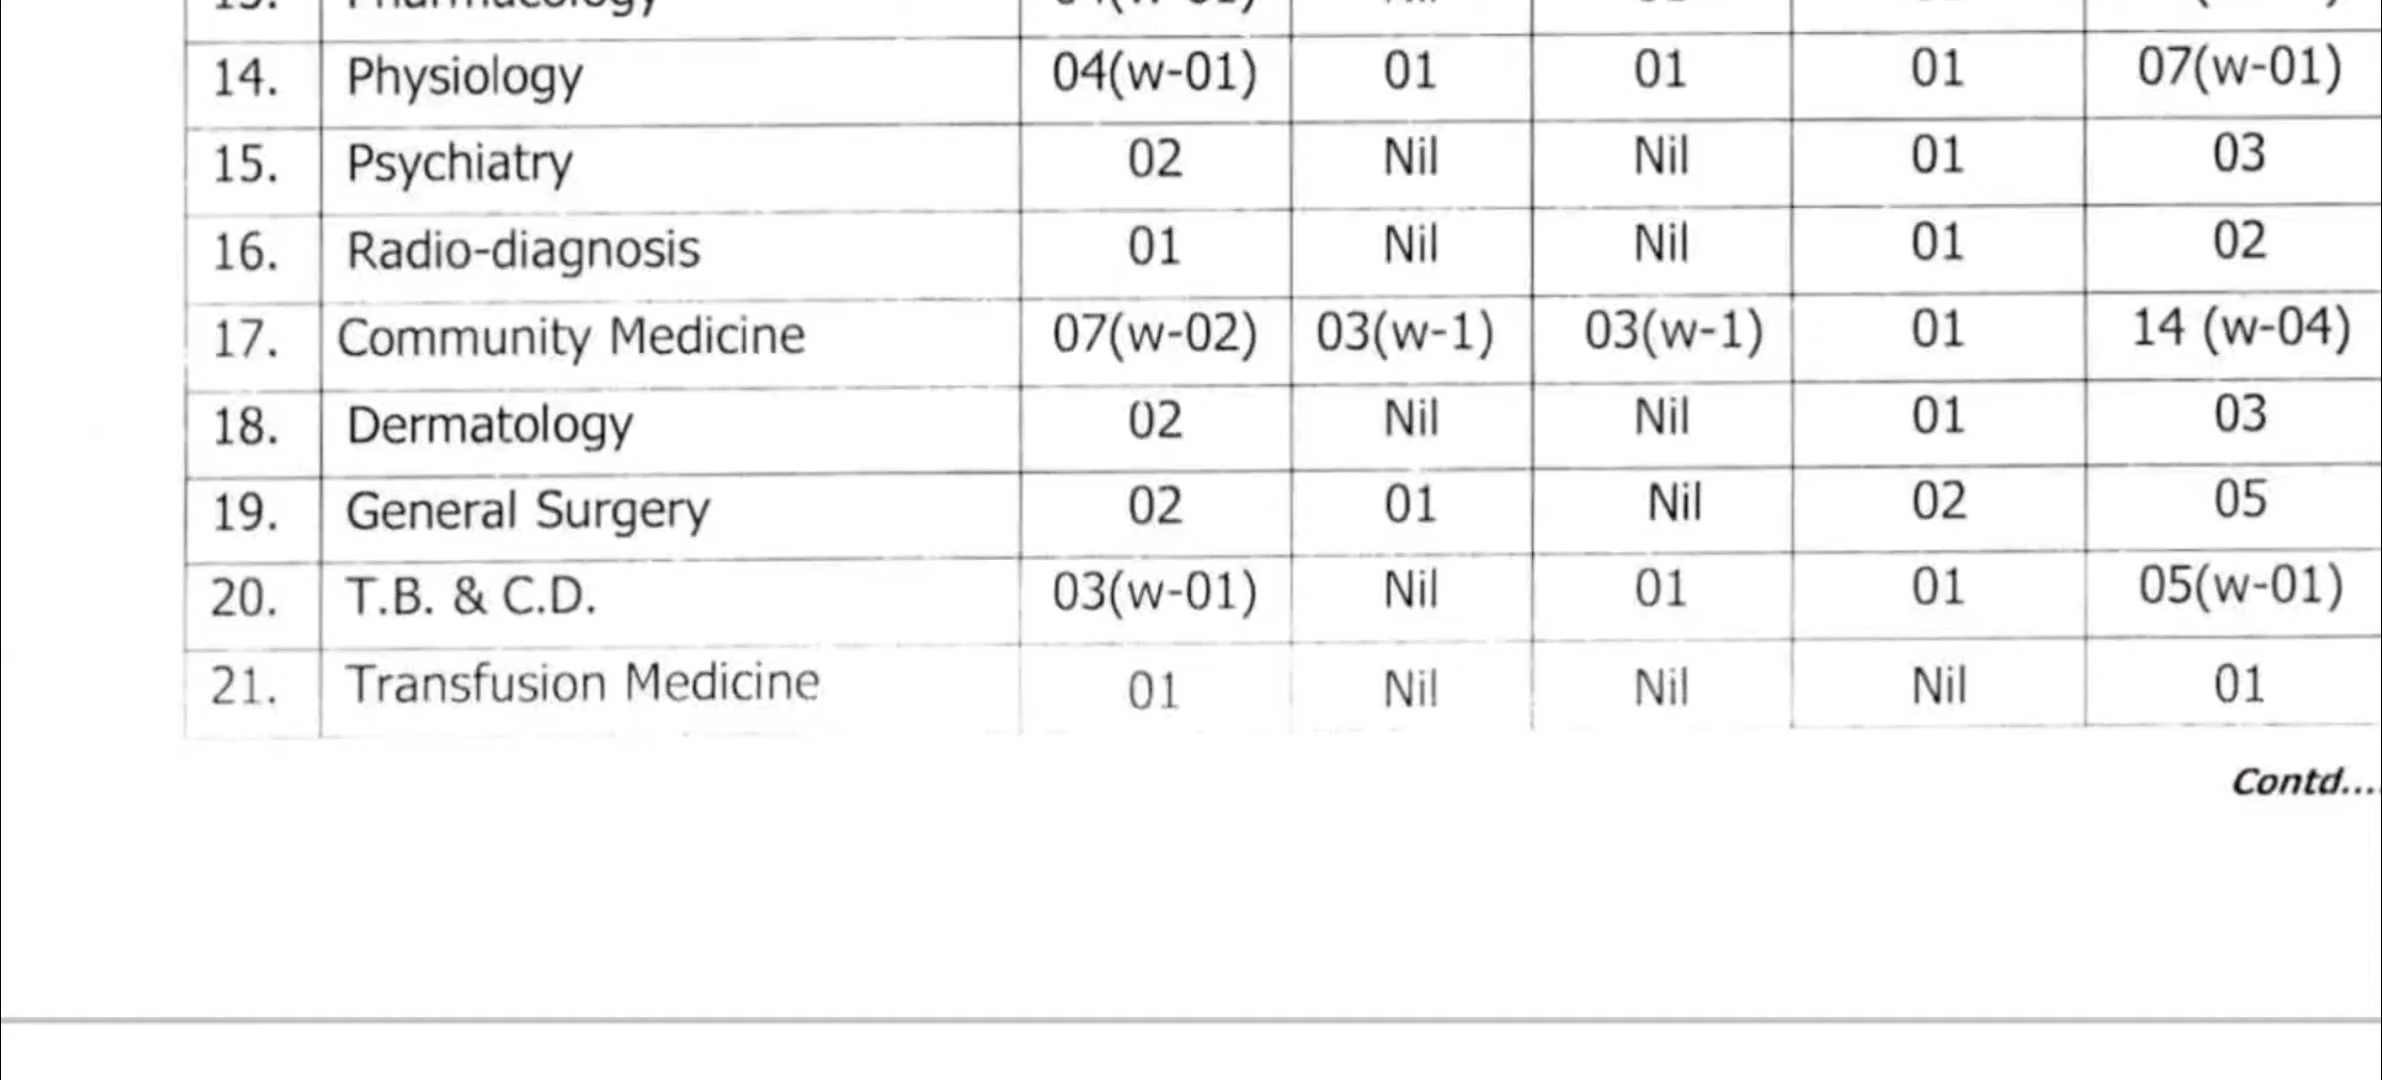 13. Pharmacology
14. Physiology 04(w-01) 01 01 01 07(w-01)
15. Psychiatry 02 Nil Nil 01 03
16. Radio-diagnosis 01 Nil Nil 01 02
17. Community Medicine 07(w-02) 03(w-1) 03(w-1) 01 14 (w-04)
18. Dermatology 02 Nil Nil 01 03
19. General Surgery 02 01 Nil 02 05
20. T.B. & C.D. 03(w-01) Nil 01 01 05(w-01)
21. Transfusion Medicine 01 Nil Nil Nil 01
Contd....